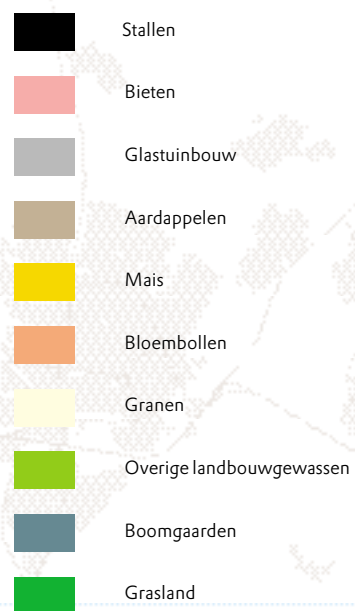 Stallen
Bieten
Glastuinbouw
Aardappelen
Mais
Bloembollen
Granen
Overige landbouwgewassen
Boomgaarden
Grasland